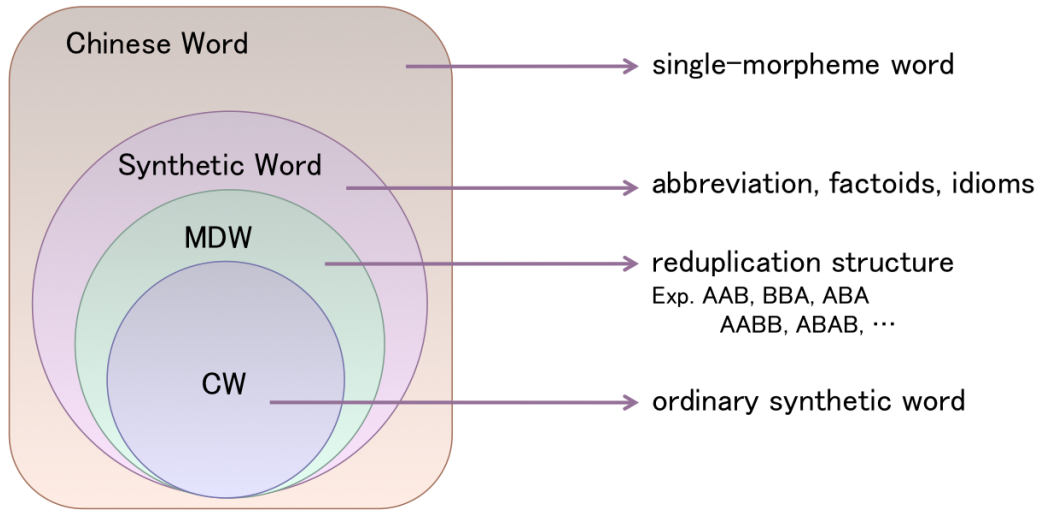 Chinese Word
single-morpheme word
Synthetic Word
abbreviation, factoids, idioms
MDW
reduplication structure
Exp. AAB, BBA, ABA
AABB, ABAB, …
CW
ordinary synthetic word